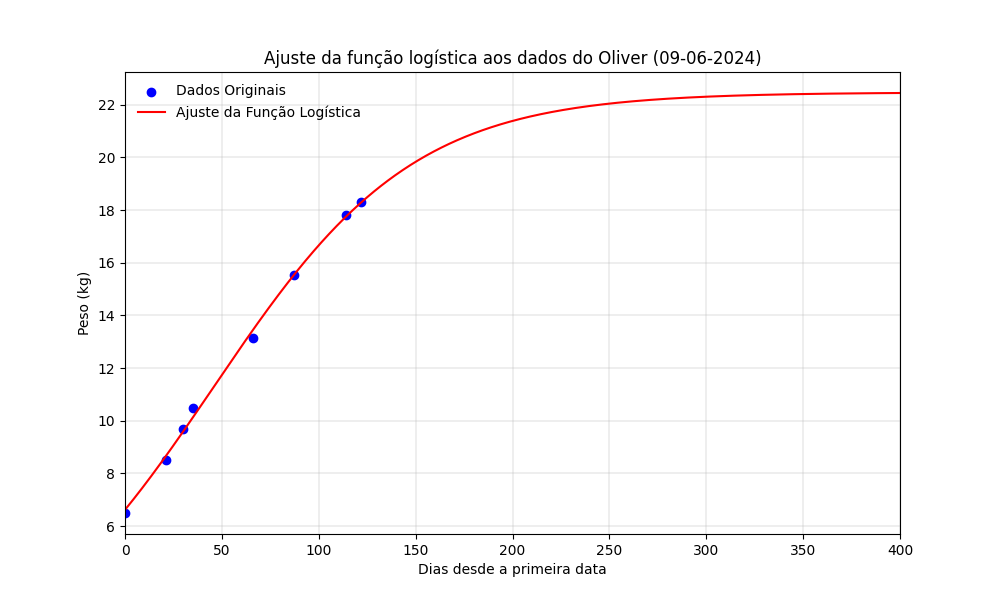 Ajuste da função logística aos dados do Oliver (09-06-2024)
Dados Originais
Ajuste da Função Logística
Peso (kg)
22
20
18
16
14
12
10
8
6
0 50 100 150 200 250 300 350 400
Dias desde a primeira data